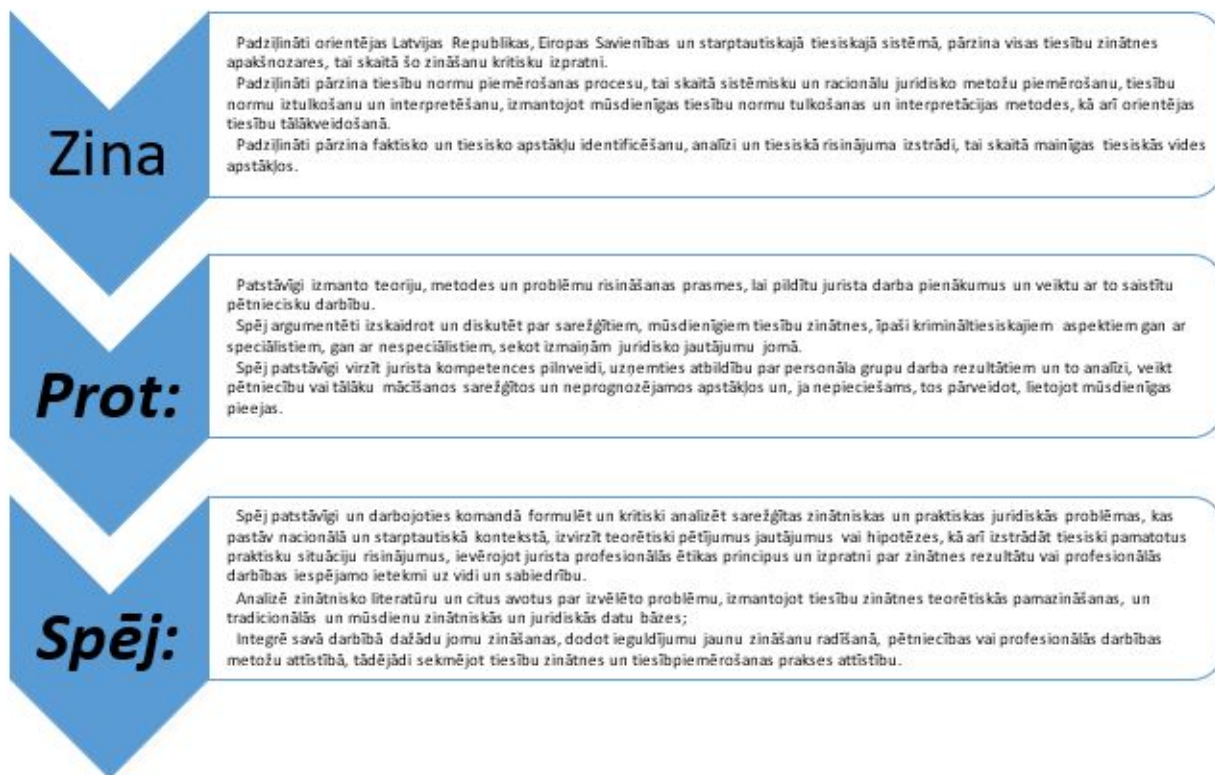 Padziļināti orientējas Latvijas Republikas, Eiropas Savienības un starptautiskajā tiesiskajā sistēmā, pārzina visas tiesību zinātnes
apakšnozares, tai skaitā šo zināšanu kritisku izpratni.
Padziļināti pārzina tiesību normu piemērošanas procesu, tai skaitā sistēmisku un racionālu juridisko metožu piemērošanu, tiesību
normu iztulkošanu un interpretēšanu, izmantojot mūsdienīgas tiesību normu tulkošanas un interpretācijas metodes, kā arī orientējas
tiesību tālākveidošanā.
Padziļināti pārzina faktisko un tiesisko apstākļu identificēšanu, analīzi un tiesiskā risinājuma izstrādi, tai skaitā mainīgas tiesiskās vides
apstākļos.
Zina
Patstāvīgi izmanto teoriju, metodes un problēmu risināšanas prasmes, lai pildītu jurista darba pienākumus un veiktu ar to saistītu
pētniecisku darbību.
Spēj argumentēti izskaidrot un diskutēt par sarežģītiem, mūsdienīgiem tiesību zinātnes, īpaši krimināltiesiskajiem aspektiem gan ar
speciālistiem, gan ar nespeciālistiem, sekot izmaiņām juridisko jautājumu jomā.
Spēj patstāvīgi virzīt jurista kompetences pilnveidi, uzņemties atbildību par personāla grupu darba rezultātiem un to analīzi, veikt
pētniecību vai tālāku mācīšanos sarežģītos un neprognozējamos apstākļos un, ja nepieciešams, tos pārveidot, lietojot mūsdienīgas
pieejas.
Prot:
Spēj patstāvīgi un darbojoties komandā formulēt un kritiski analizēt sarežģītas zinātniskas un praktiskas juridiskās problēmas, kas
pastāv nacionālā un starptautiskā kontekstā, izvirzīt teorētiski pētījumus jautājumus vai hipotēzes, kā arī izstrādāt tiesiski pamatotus
praktisku situāciju risinājumus, ievērojot jurista profesionālās ētikas principus un izpratni par zinātnes rezultātu vai profesionālās
darbības iespējamo ietekmi uz vidi un sabiedrību.
Analizē zinātnisko literatūru un citus avotus par izvēlēto problēmu, izmantojot tiesību zinātnes teorētiskās pamazināšanas, un
tradicionālās un mūsdienu zinātniskās un juridiskās datu bāzes;
Integrē savā darbībā dažādu jomu zināšanas, dodot ieguldījumu jaunu zināšanu radīšanā, pētniecības vai profesionālās darbības
metožu attīstībā, tādējādi sekmējot tiesību zinātnes un tiesībpiemērošanas prakses attīstību.
Spēj: